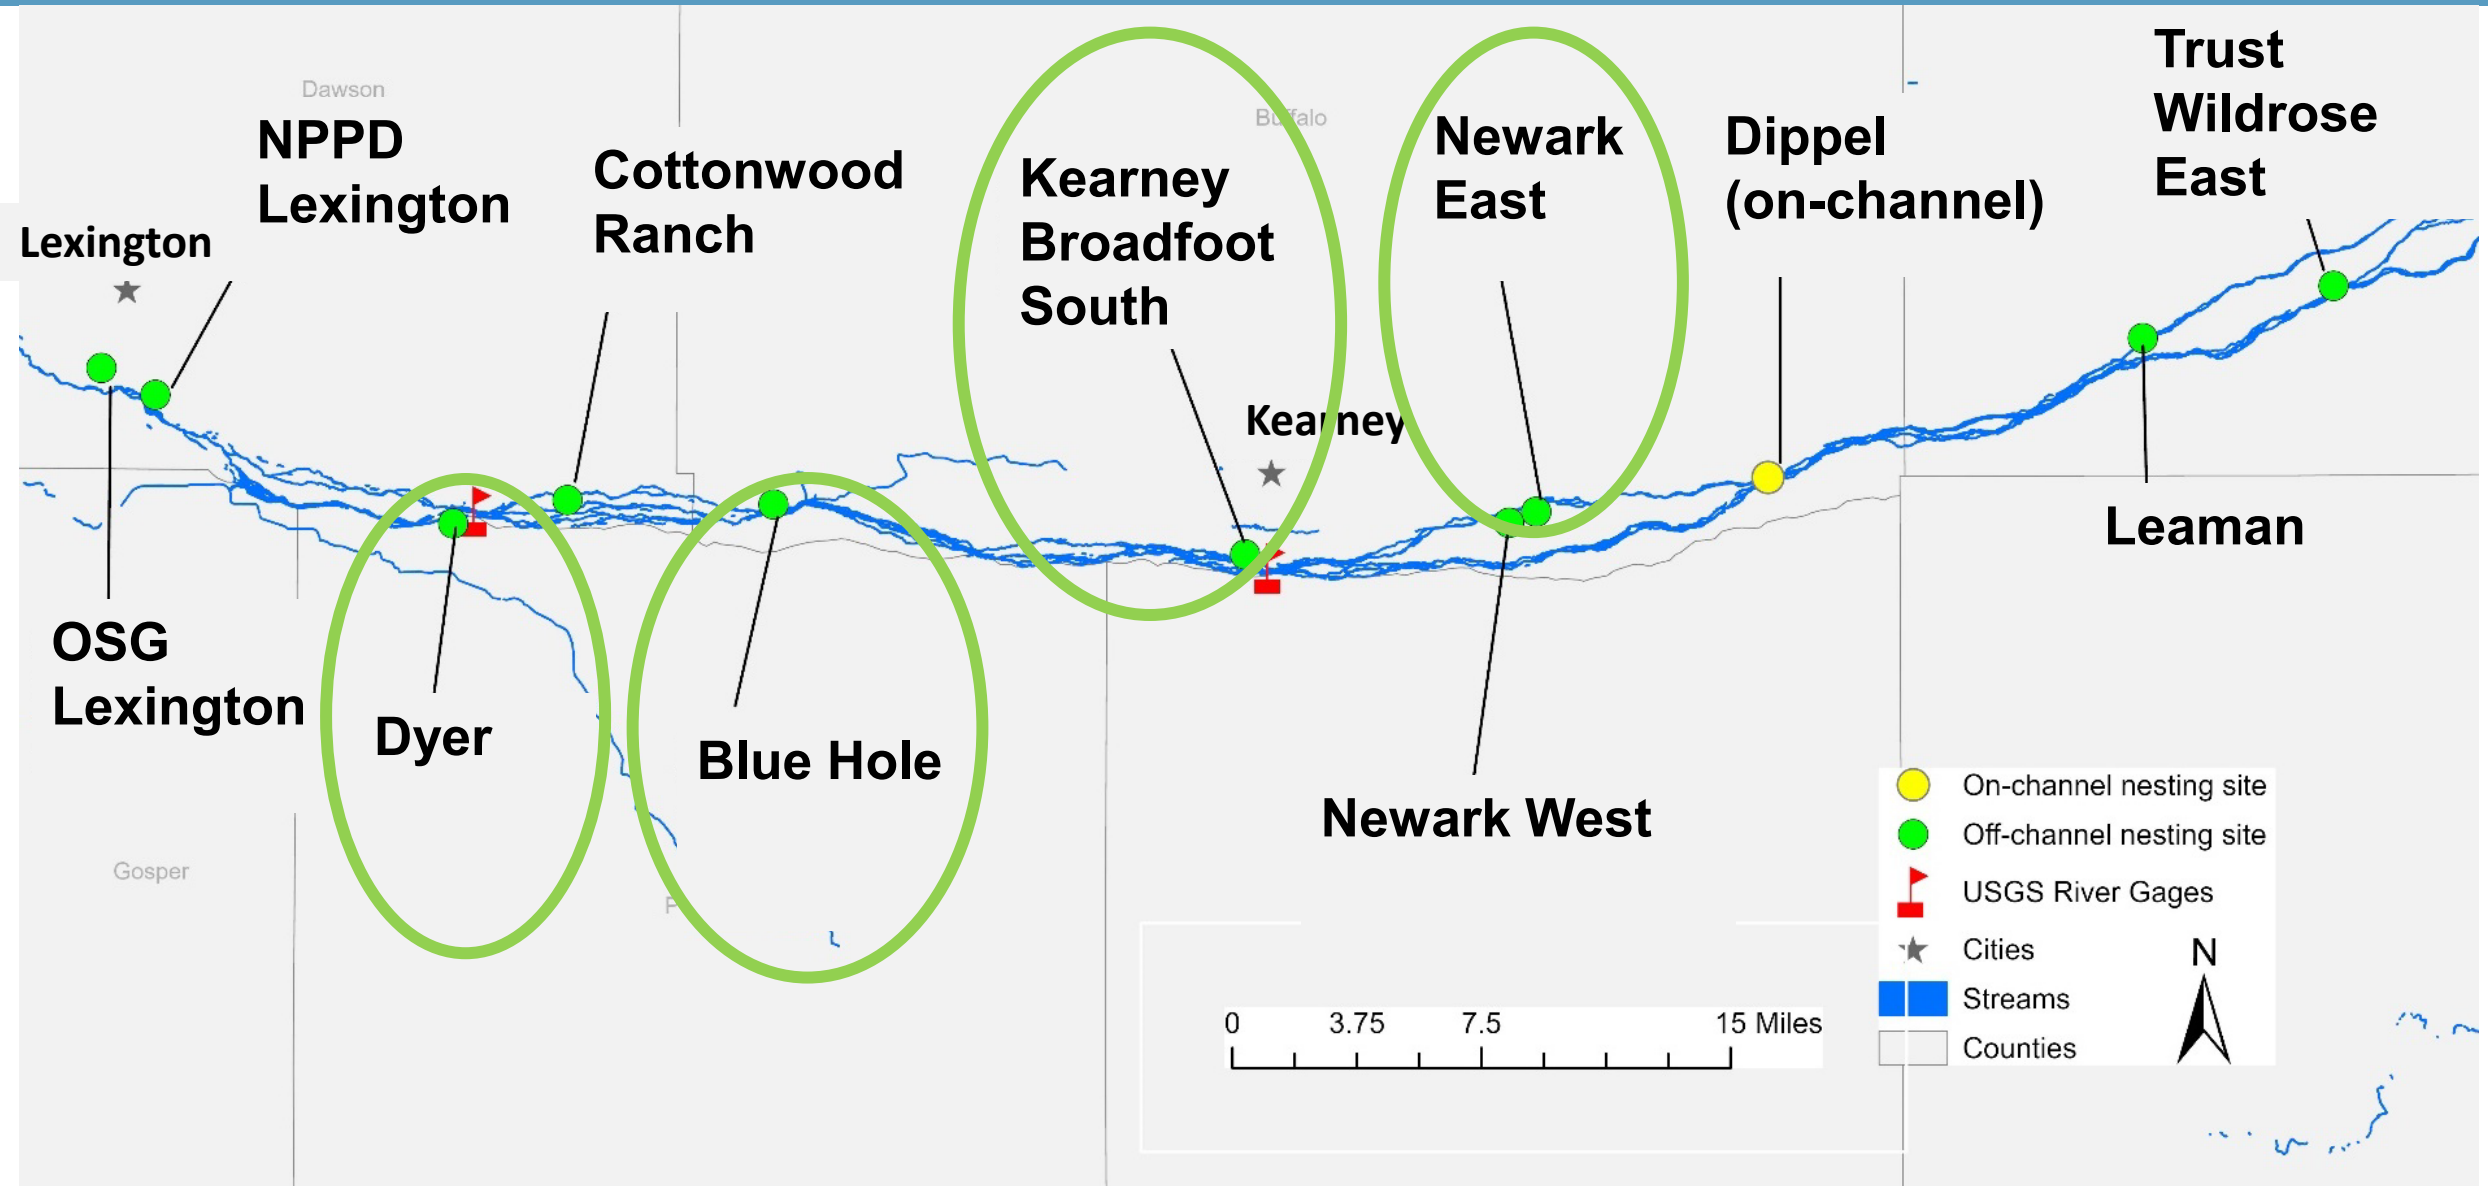 Dawson
NPPD
Lexington
Lexington
Cottonwood
Ranch
Buffalo
Kearney
Broadfoot
South
Kearney
Newark
East
Dippel
(on-channel)
Trust
Wildrose
East
Leaman
OSG
Lexington
Dyer
Blue Hole
Newark West
Gosper
P
0 3.75 7.5 15 Miles
On-channel nesting site
Off-channel nesting site
USGS River Gages
Cities
Streams
Counties
N